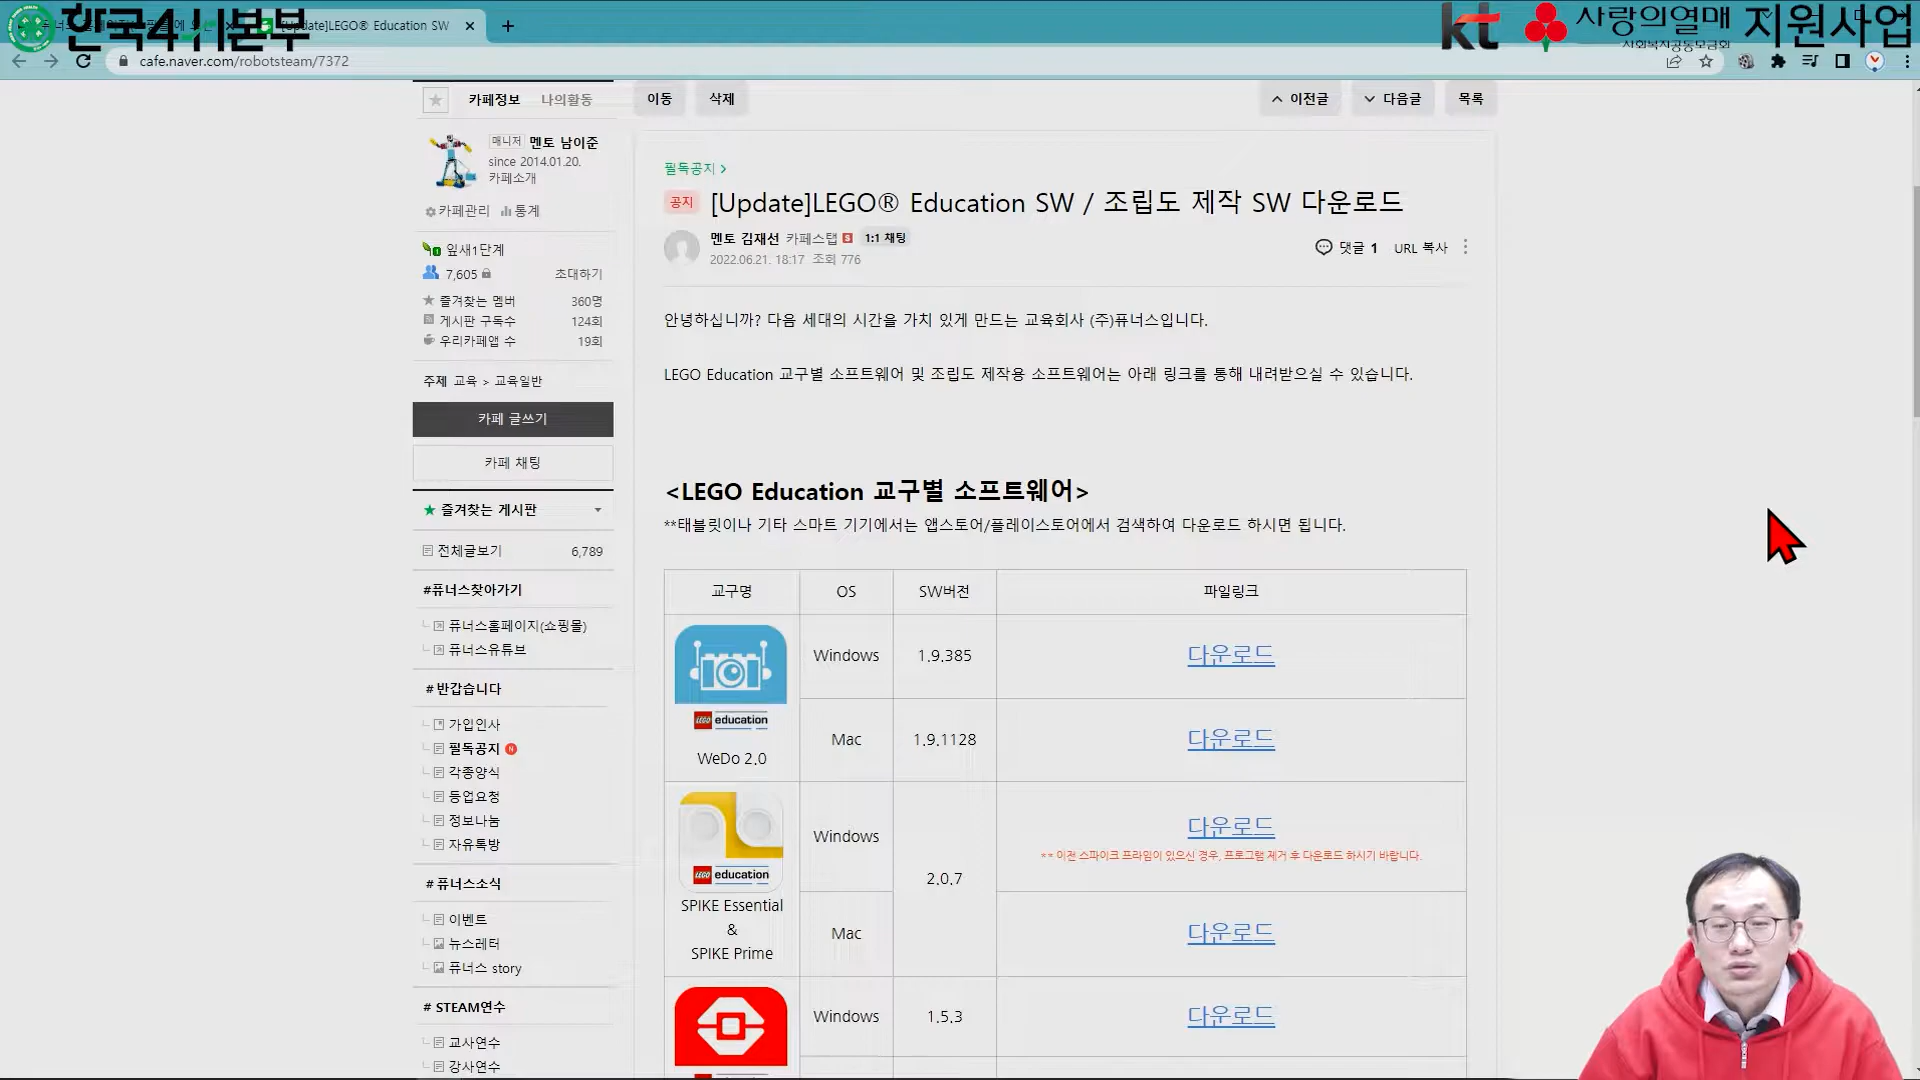 한국4-H본부
[Update]LEGO® Education SW
kt 사랑의열매 지원사업
사회복지공동모금회
cafe.naver.com/robotsteam/7372
카페정보 나의활동
이동 삭제
이전글 다음글 목록
매니저 멘토 남이준
since 2014.01.20.
카페소개
카페관리 통계
잎새1단계
7,605 초대하기
즐겨찾는 멤버 360명
게시판 구독수 124회
우리카페앱 수 19회
주제 교육 > 교육일반
카페 글쓰기
카페 채팅
즐겨찾는 게시판
전체글보기 6,789
#퓨너스찾아가기
퓨너스홈페이지(쇼핑몰)
퓨너스유튜브
#반갑습니다
가입인사
필독공지 N
각종양식
등업요청
정보나눔
자유톡방
#퓨너스소식
이벤트
뉴스레터
퓨너스 story
# STEAM연수
교사연수
강사연수
필독공지 >
공지 [Update]LEGO® Education SW / 조립도 제작 SW 다운로드
멘토 김재선 카페스탭 S 1:1 채팅
2022.06.21. 18:17 조회 776
댓글 1 URL 복사
안녕하십니까? 다음 세대의 시간을 가치 있게 만드는 교육회사 (주)퓨너스입니다.
LEGO Education 교구별 소프트웨어 및 조립도 제작용 소프트웨어는 아래 링크를 통해 내려받으실 수 있습니다.
<LEGO Education 교구별 소프트웨어>
**태블릿이나 기타 스마트 기기에서는 앱스토어/플레이스토어에서 검색하여 다운로드 하시면 됩니다.
교구명 OS SW버전 파일링크
LEGO education
WeDo 2.0
Windows 1.9.385 다운로드
Mac 1.9.1128 다운로드
LEGO education
SPIKE Essential
&
SPIKE Prime
Windows 2.0.7 다운로드
** 이전 스파이크 프라임이 있으신 경우, 프로그램 제거 후 다운로드 하시기 바랍니다.
Mac 다운로드
Windows 1.5.3 다운로드